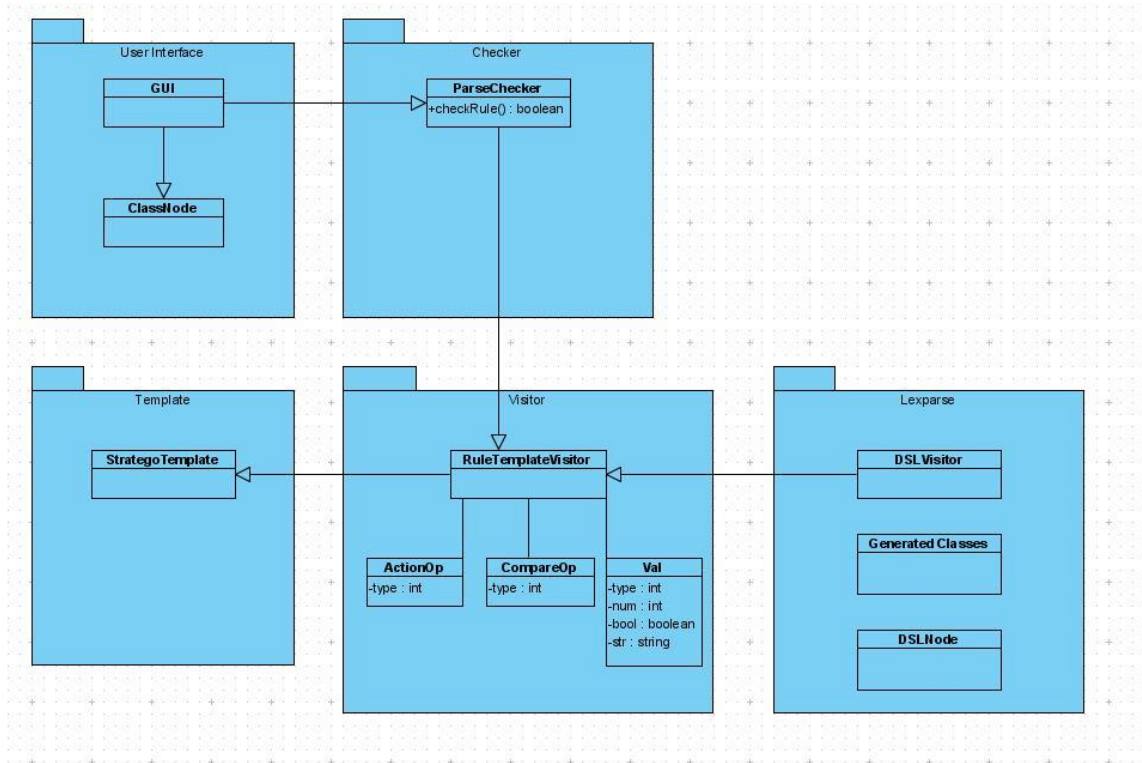 User Interface
GUI
ClassNode
Checker
ParseChecker
+checkRule() : boolean
Template
StrategoTemplate
Visitor
RuleTemplateVisitor
ActionOp
-type : int
CompareOp
-type : int
Val
-type : int
-num : int
-bool : boolean
-str : string
Lexparse
DSLVisitor
Generated Classes
DSLNode